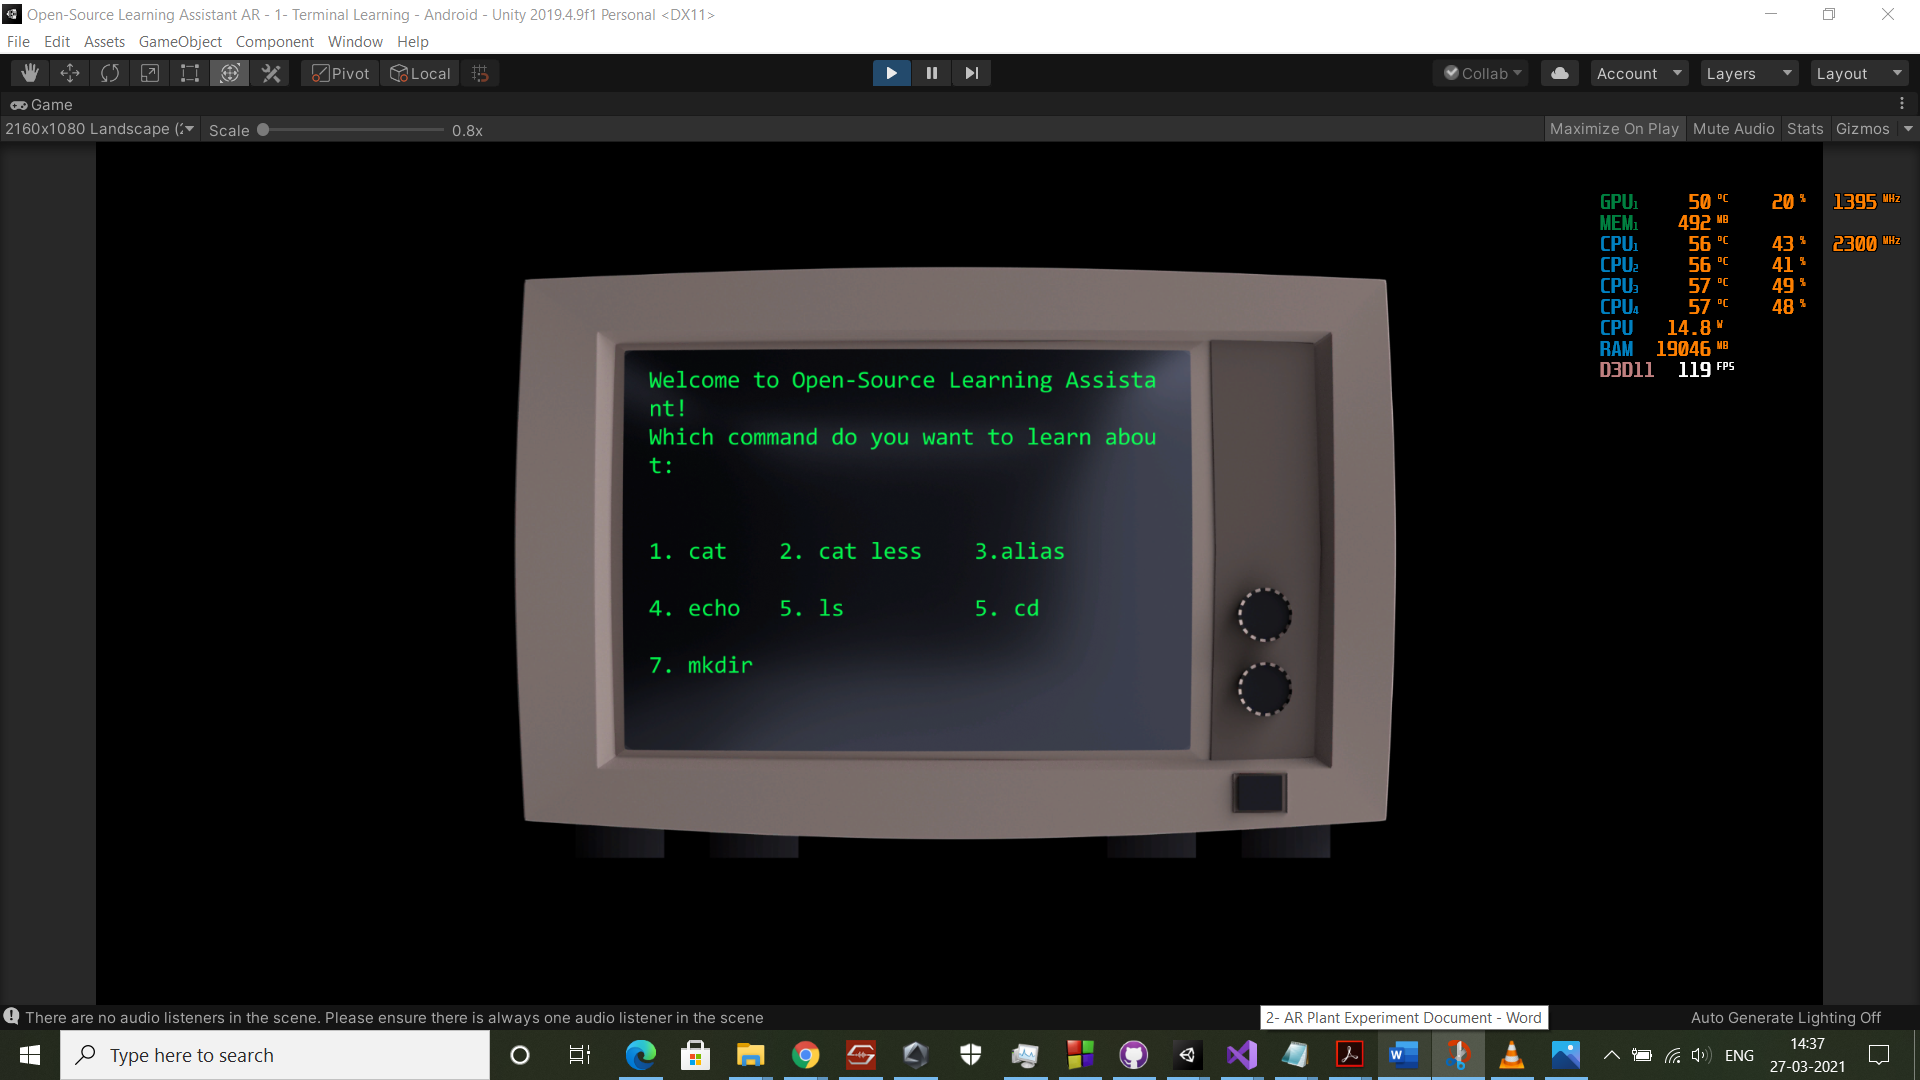 Open-Source Learning Assistant AR - 1- Terminal Learning - Android - Unity 2019.4.9f1 Personal <DX11>
File Edit Assets GameObject Component Window Help
Pivot Local Collab Account Layers Layout
Game
2160x1080 Landscape (2 Scale 0.8x Maximize On Play Mute Audio Stats Gizmos
GPU1 50 °C 20 % 1395 MHz
MEM1 492 MB
CPU1 56 °C 43 % 2300 MHz
CPU2 56 °C 41 %
CPU3 57 °C 49 %
CPU4 57 °C 48 %
CPU 14.8 W
RAM 19046 MB
D3D11 119 FPS
Welcome to Open-Source Learning Assista
nt!
Which command do you want to learn abou
t:
1. cat 2. cat less 3.alias
4. echo 5. ls 5. cd
7. mkdir
There are no audio listeners in the scene. Please ensure there is always one audio listener in the scene
2- AR Plant Experiment Document - Word
Auto Generate Lighting Off
Type here to search
ENG
14:37
27-03-2021